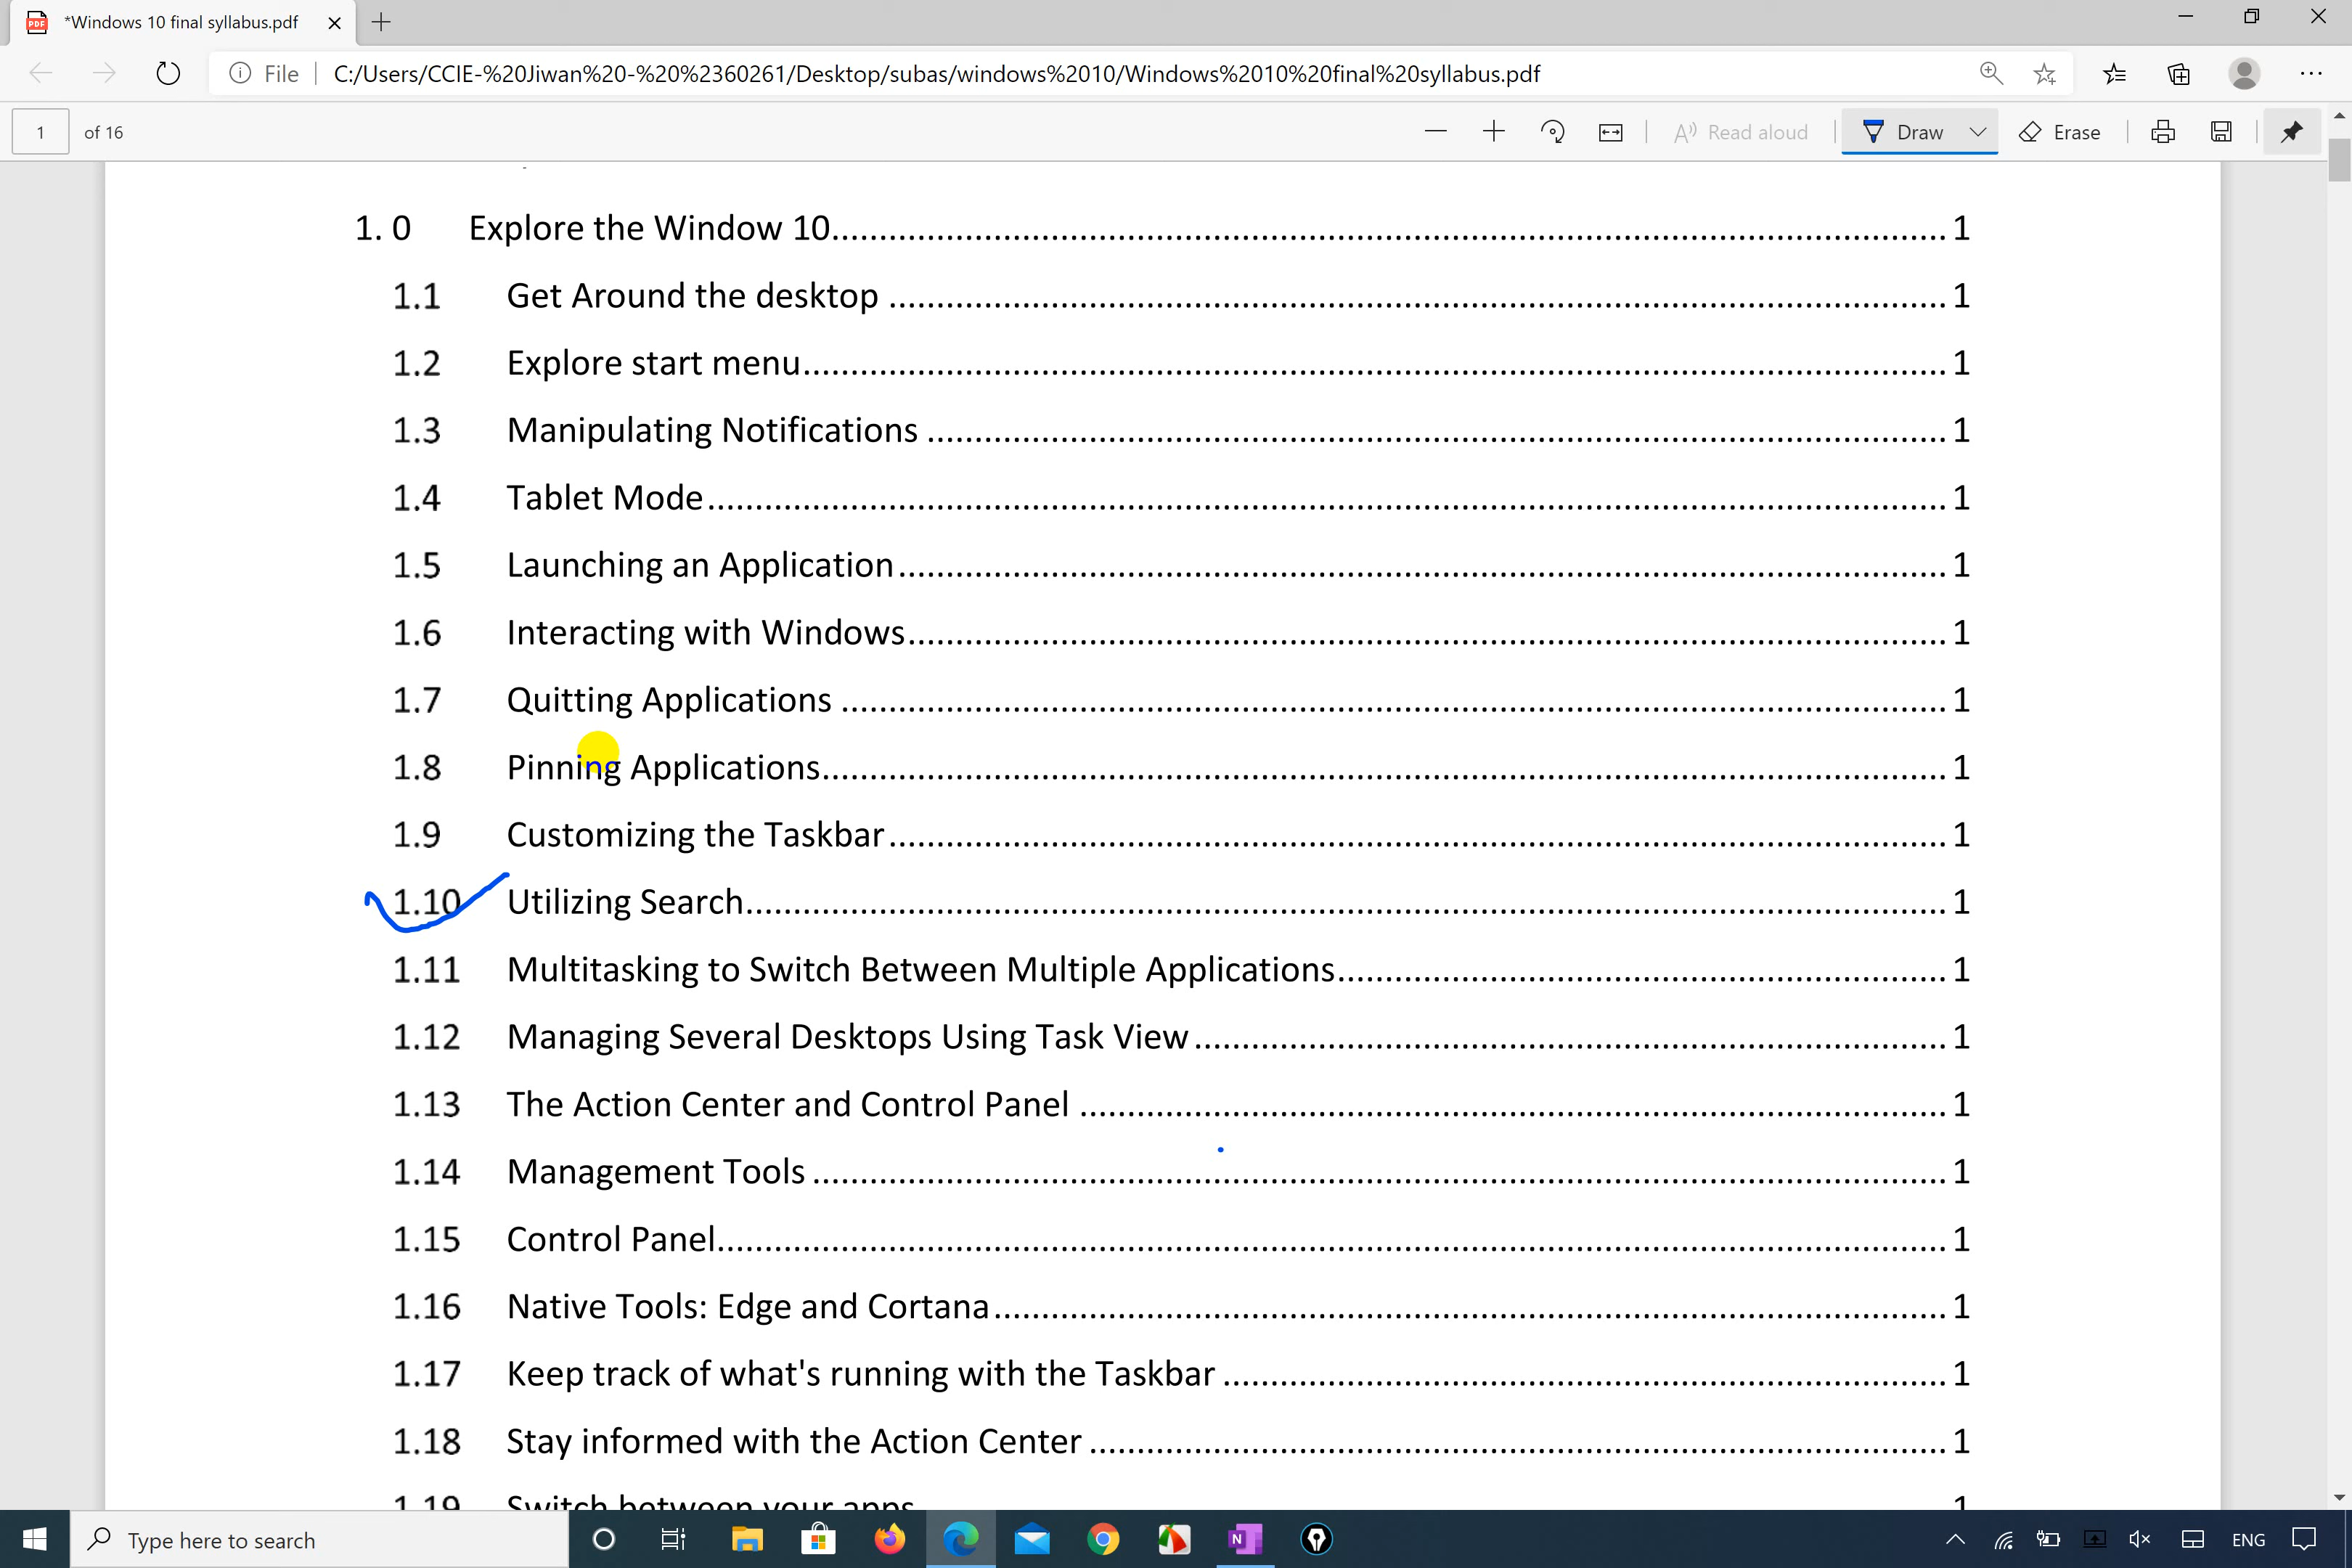 *Windows 10 final syllabus.pdf
File C:/Users/CCIE-%20Jiwan%20-%20%2360261/Desktop/subas/windows%2010/Windows%2010%20final%20syllabus.pdf
1 of 16 Read aloud Draw Erase
1. 0 Explore the Window 10 1
1.1 Get Around the desktop 1
1.2 Explore start menu 1
1.3 Manipulating Notifications 1
1.4 Tablet Mode 1
1.5 Launching an Application 1
1.6 Interacting with Windows 1
1.7 Quitting Applications 1
1.8 Pinning Applications 1
1.9 Customizing the Taskbar 1
1.10 Utilizing Search 1
1.11 Multitasking to Switch Between Multiple Applications 1
1.12 Managing Several Desktops Using Task View 1
1.13 The Action Center and Control Panel 1
1.14 Management Tools 1
1.15 Control Panel 1
1.16 Native Tools: Edge and Cortana 1
1.17 Keep track of what's running with the Taskbar 1
1.18 Stay informed with the Action Center 1
1.19 Switch between your apps 1
Type here to search ENG